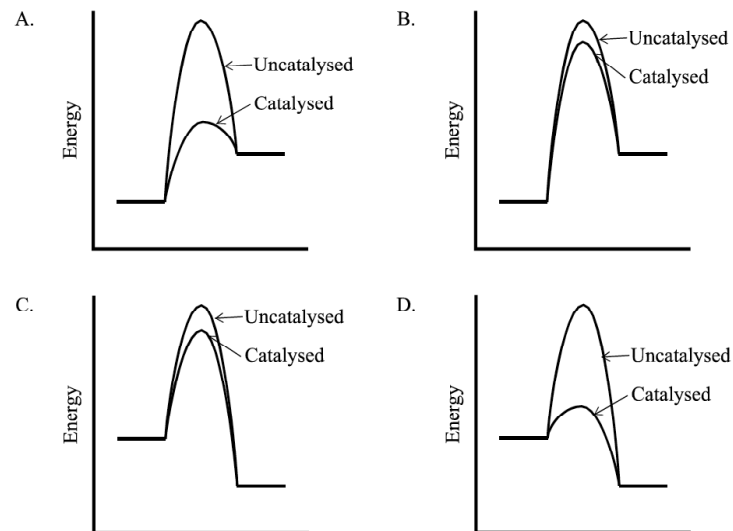 A.
Energy
Uncatalysed
Catalysed
B.
Energy
Uncatalysed
Catalysed
C.
Energy
Uncatalysed
Catalysed
D.
Energy
Uncatalysed
Catalysed